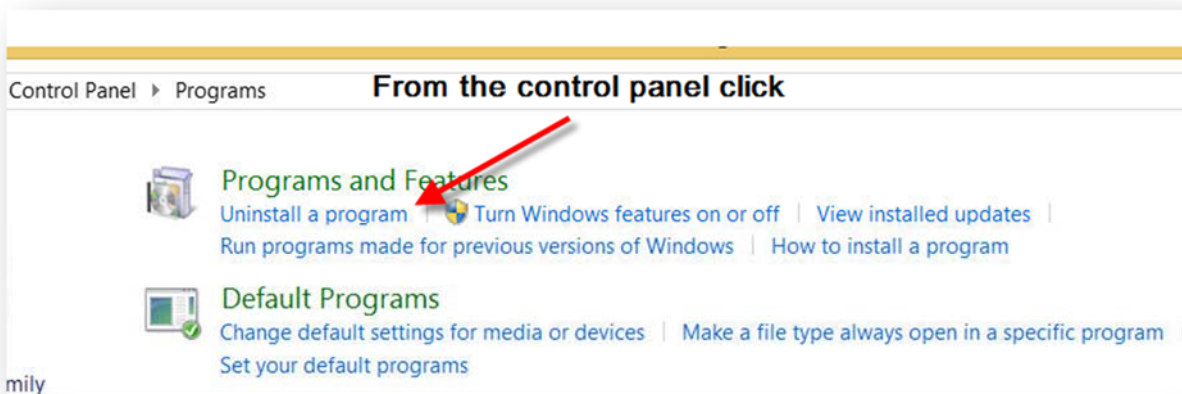 Control Panel Programs From the control panel click
Programs and Features
Uninstall a program Turn Windows features on or off View installed updates
Run programs made for previous versions of Windows How to install a program
Default Programs
Change default settings for media or devices Make a file type always open in a specific program
Set your default programs
mily